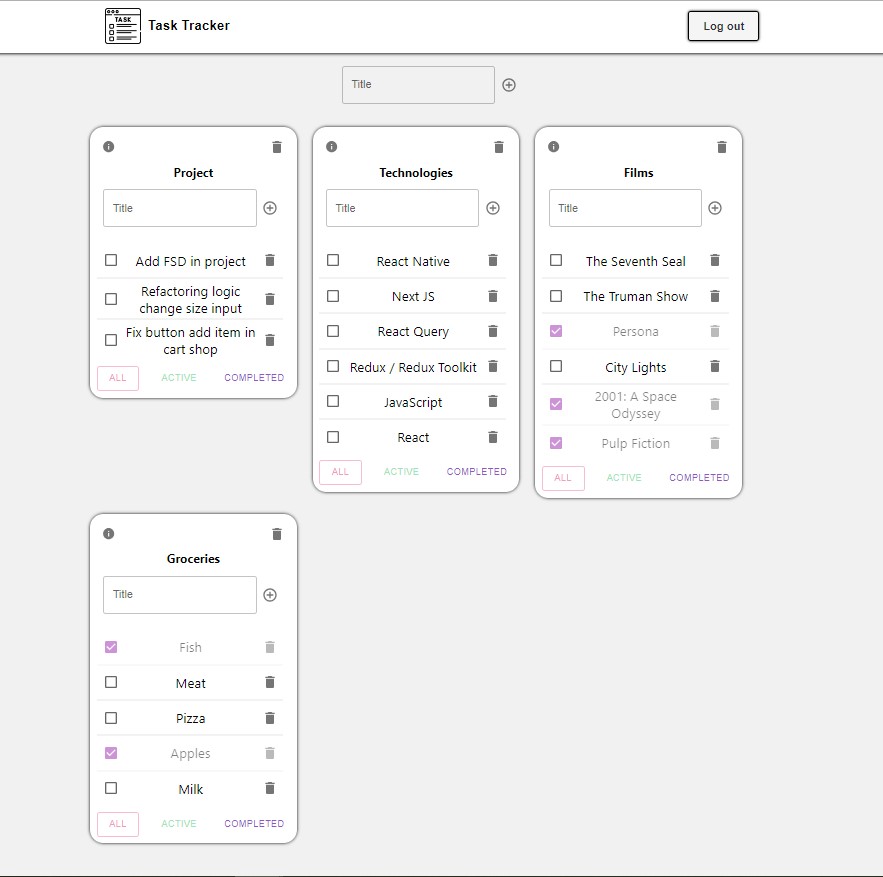 TASK
Task Tracker
Log out
Title
Project
Title
Add FSD in project
Refactoring logic
change size input
Fix button add item in
cart shop
ALL ACTIVE COMPLETED
Technologies
Title
React Native
Next JS
React Query
Redux / Redux Toolkit
JavaScript
React
ALL ACTIVE COMPLETED
Films
Title
The Seventh Seal
The Truman Show
Persona
City Lights
2001: A Space
Odyssey
Pulp Fiction
ALL ACTIVE COMPLETED
Groceries
Title
Fish
Meat
Pizza
Apples
Milk
ALL ACTIVE COMPLETED